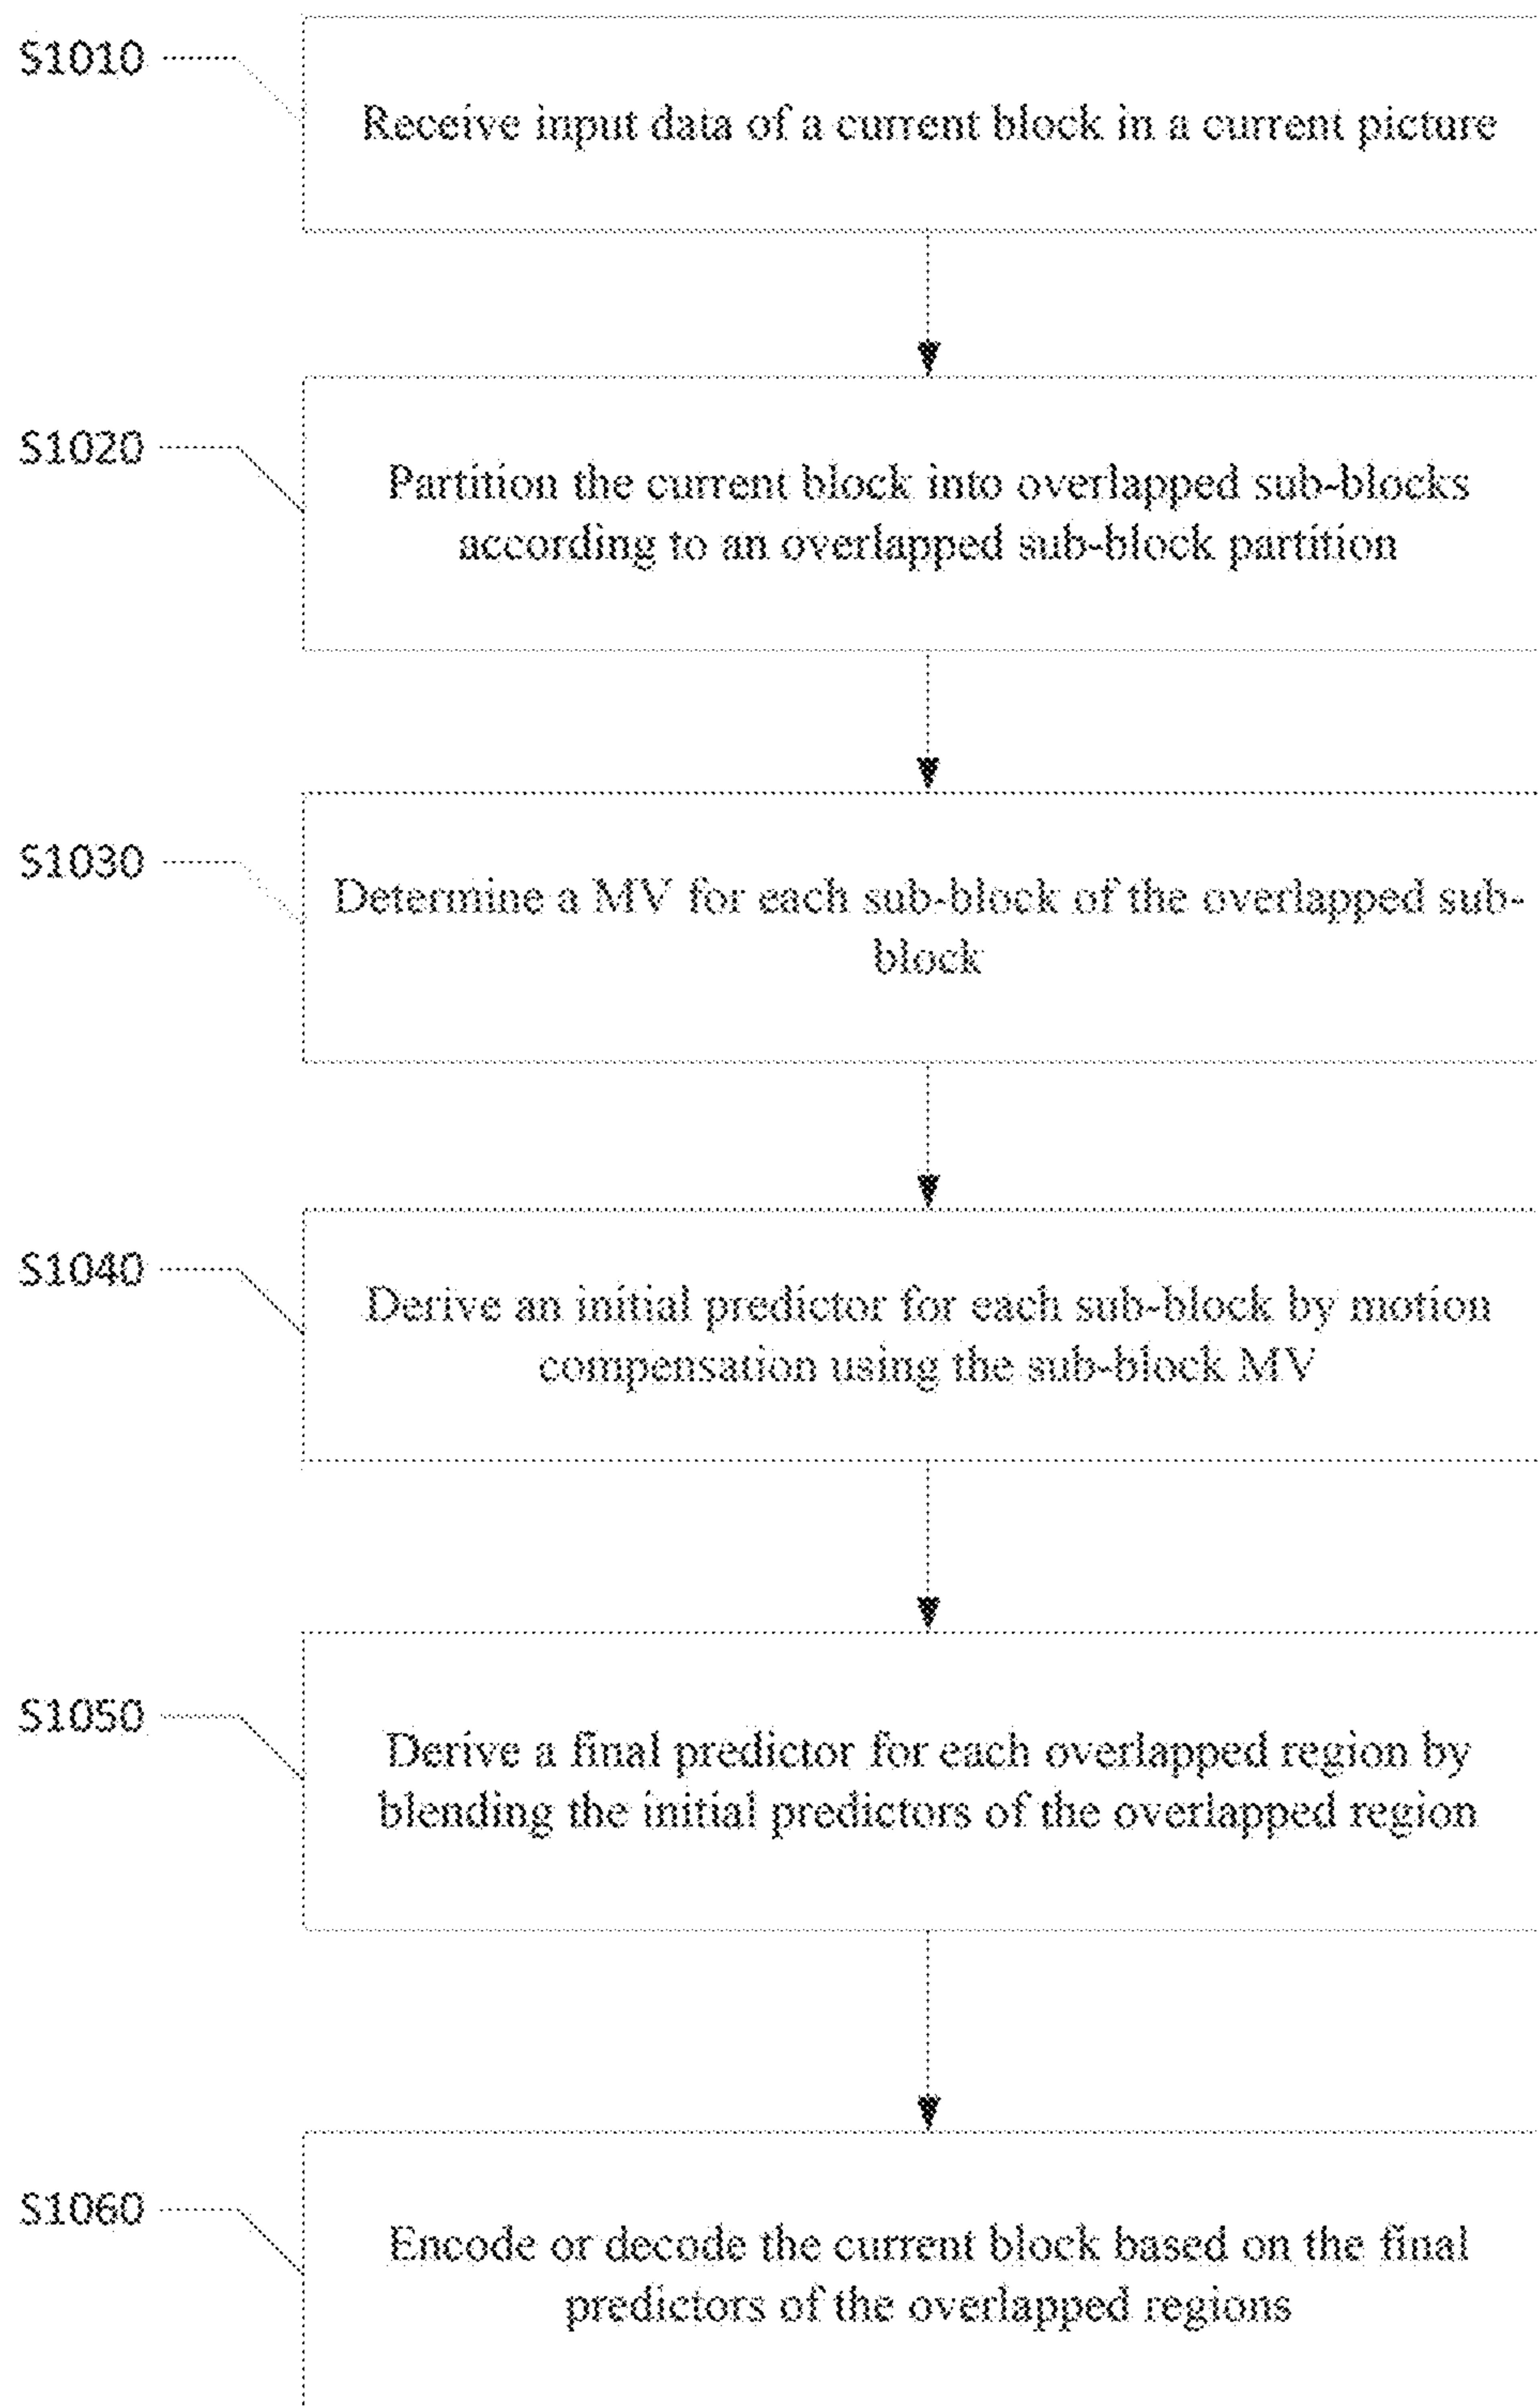 S1010
Receive input data of a current block in a current picture
S1020
Partition the current block into overlapped sub-blocks
according to an overlapped sub-block partition
S1030
Determine a MV for each sub-block of the overlapped sub-
block
S1040
Derive an initial predictor for each sub-block by motion
compensation using the sub-block MV
S1050
Derive a final predictor for each overlapped region by
blending the initial predictors of the overlapped region
S1060
Encode or decode the current block based on the final
predictors of the overlapped regions